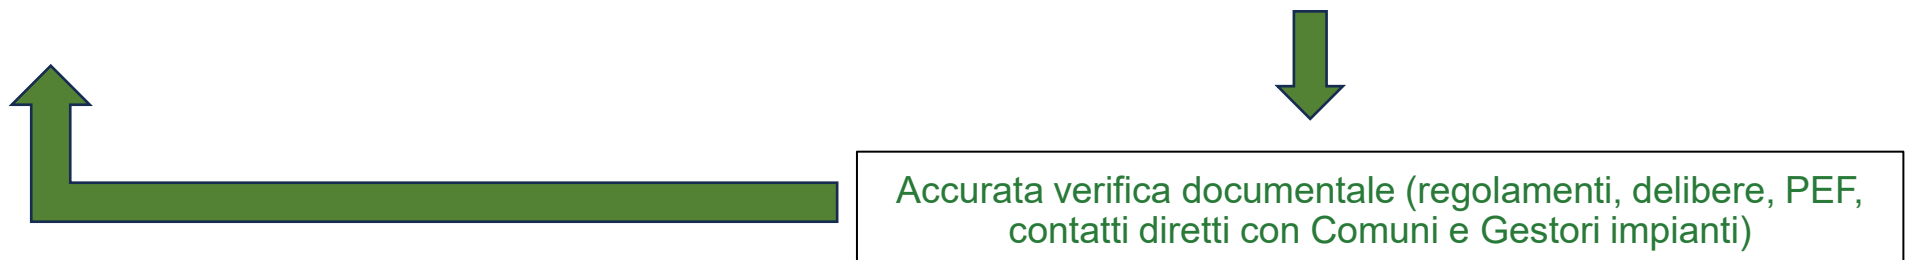 Accurata verifica documentale (regolamenti, delibere, PEF,
contatti diretti con Comuni e Gestori impianti)